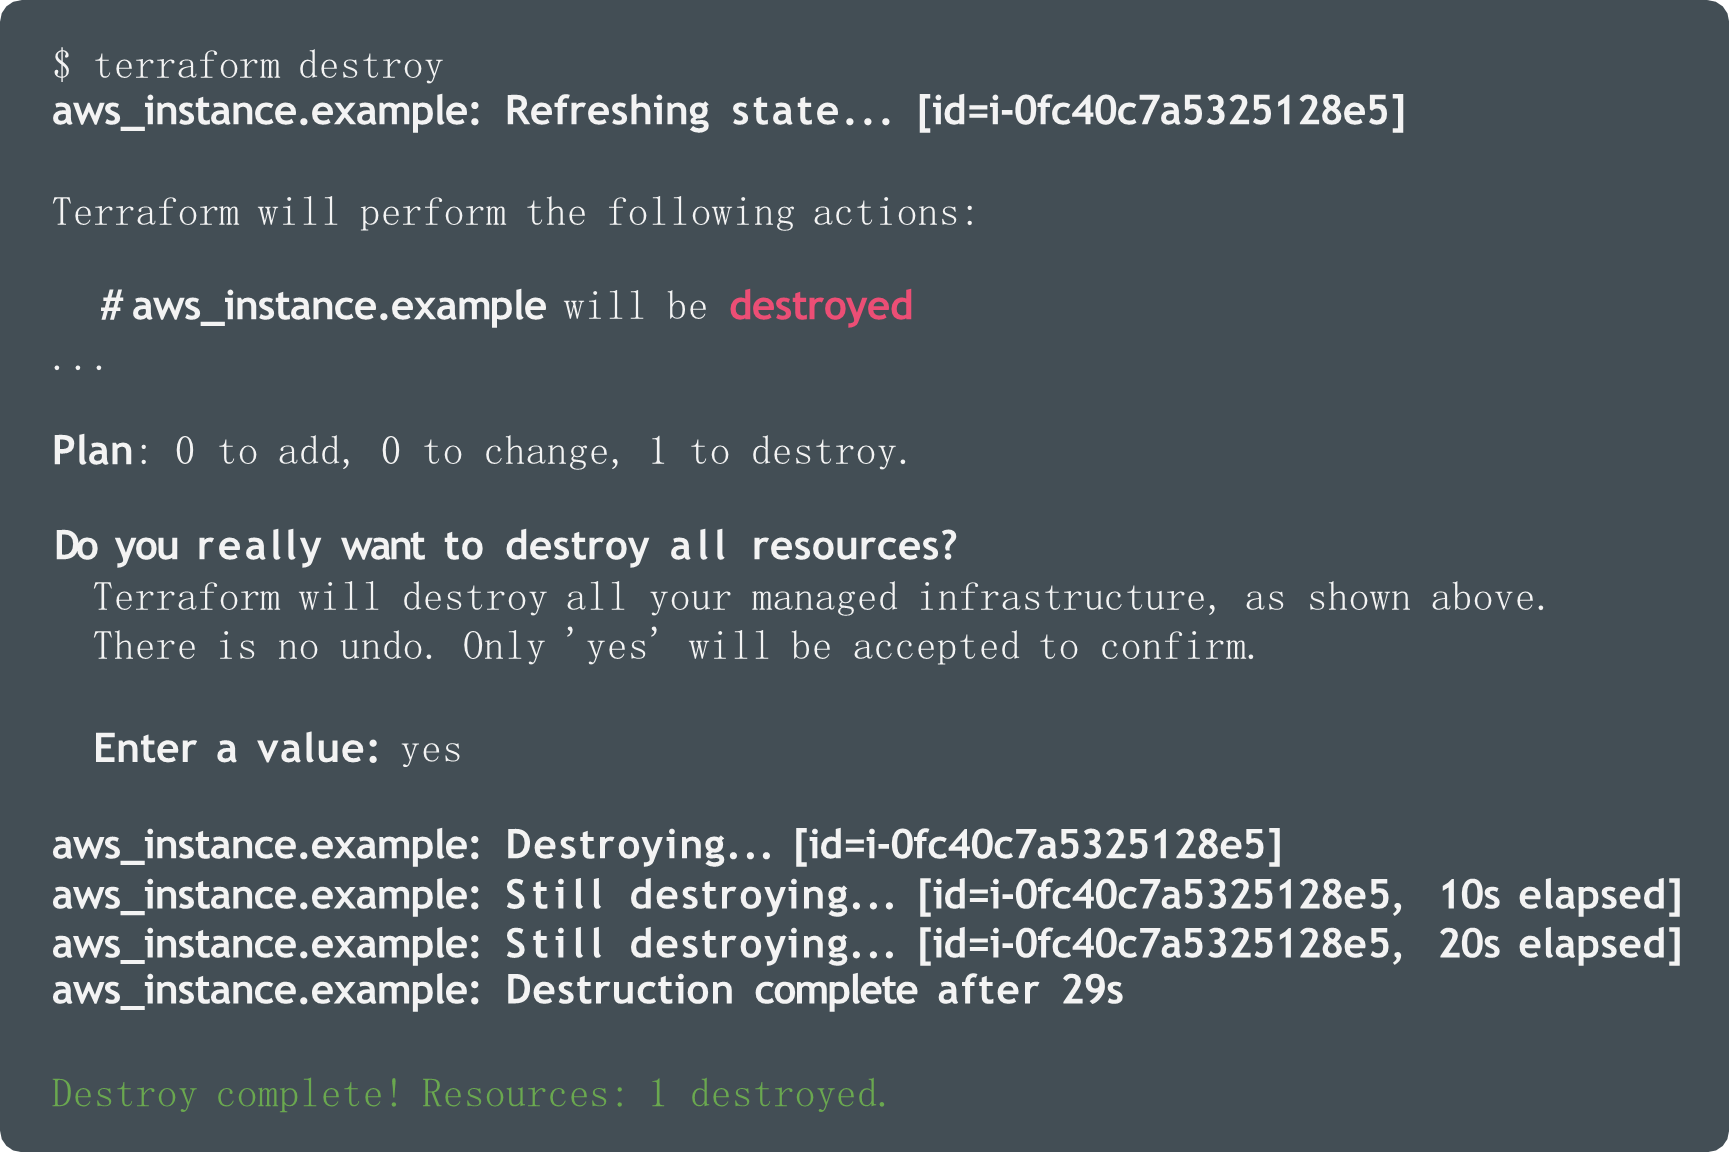 $ terraform destroy
aws_instance.example: Refreshing state... [id=i-0fc40c7a5325128e5]
Terraform will perform the following actions:
# aws_instance.example will be destroyed
...
Plan: 0 to add, 0 to change, 1 to destroy.
Do you really want to destroy all resources?
Terraform will destroy all your managed infrastructure, as shown above.
There is no undo. Only 'yes' will be accepted to confirm.
Enter a value: yes
aws_instance.example: Destroying... [id=i-0fc40c7a5325128e5]
aws_instance.example: Still destroying... [id=i-0fc40c7a5325128e5, 10s elapsed]
aws_instance.example: Still destroying... [id=i-0fc40c7a5325128e5, 20s elapsed]
aws_instance.example: Destruction complete after 29s
Destroy complete! Resources: 1 destroyed.